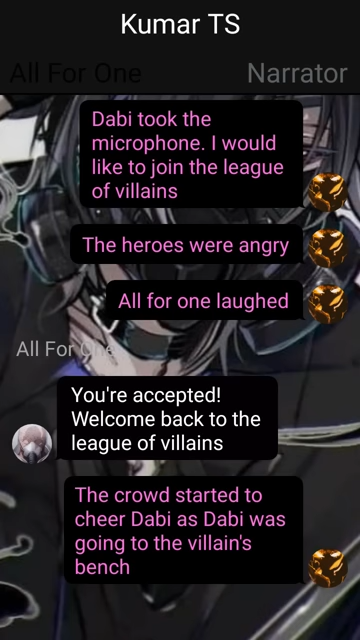 Kumar TS
All For One
Narrator
Dabi took the
microphone. I would
like to join the league
of villains
The heroes were angry
All for one laughed
All For One
You're accepted!
Welcome back to the
league of villains
The crowd started to
cheer Dabi as Dabi was
going to the villain's
bench